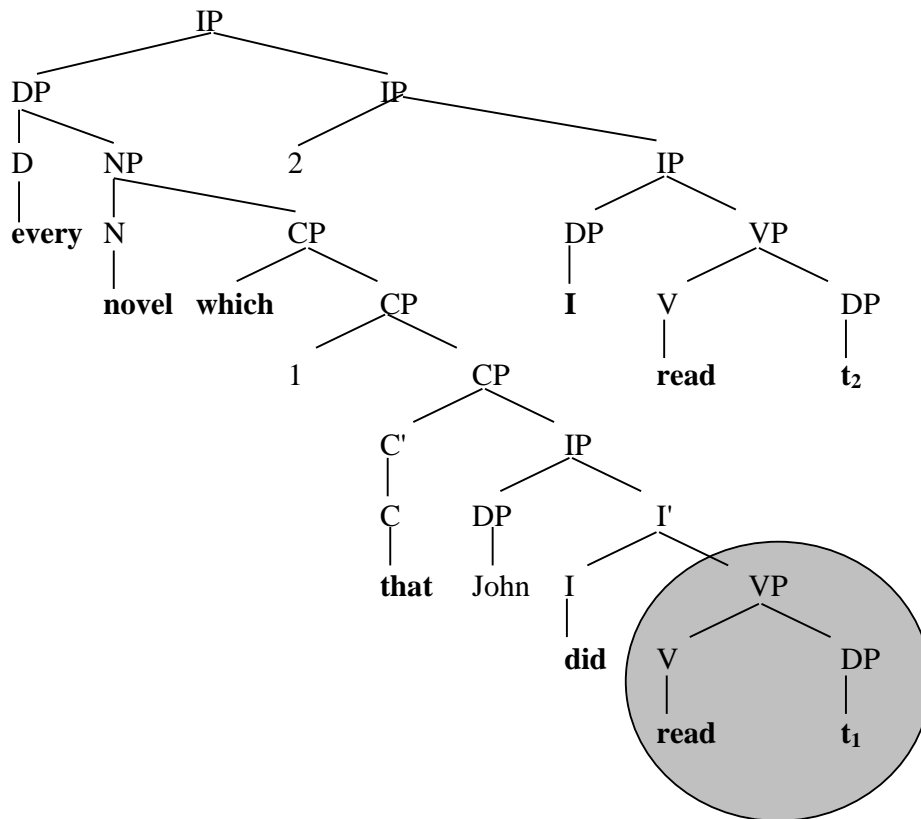 IP
DP IP
D NP 2 IP
every N CP DP VP
novel which CP I V DP
1 CP read t₂
C' IP
C DP I'
that John I VP
did V DP
read t₁